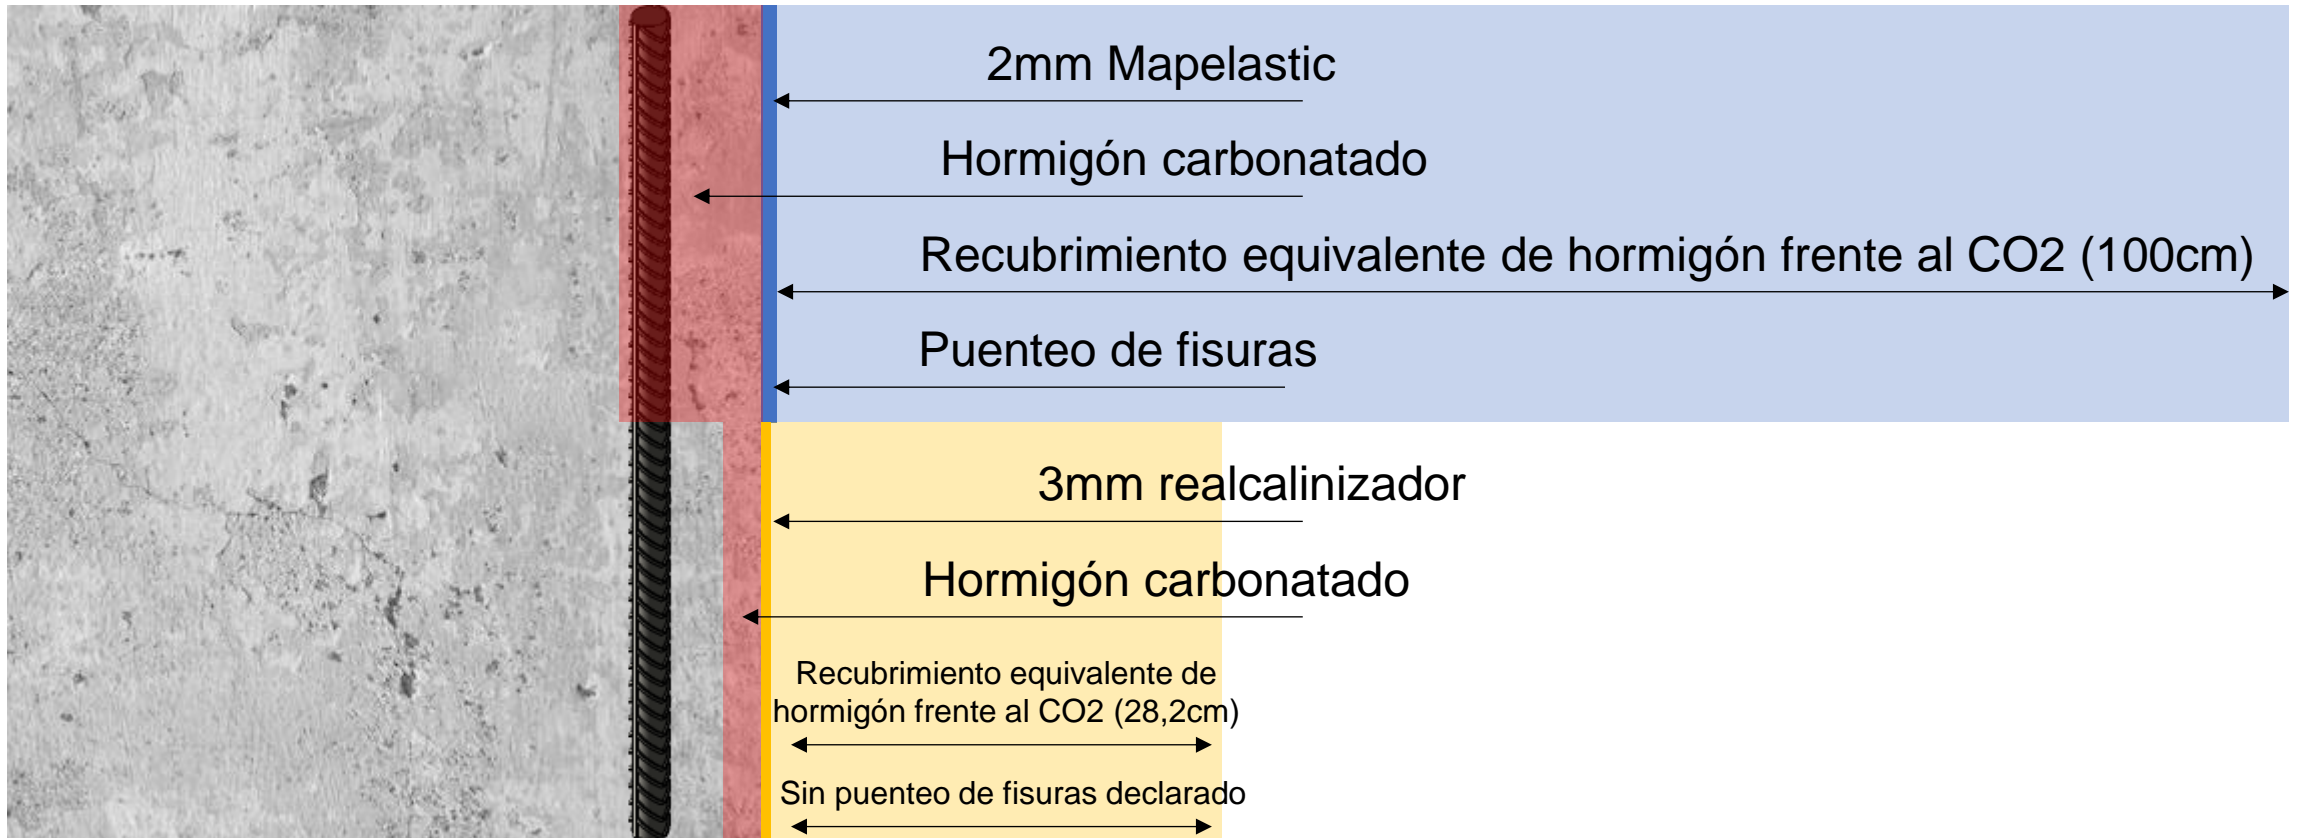 2mm Mapelastic
Hormigón carbonatado
Recubrimiento equivalente de hormigón frente al CO2 (100cm)
Puenteo de fisuras
3mm realcalinizador
Hormigón carbonatado
Recubrimiento equivalente de
hormigón frente al CO2 (28,2cm)
Sin puenteo de fisuras declarado